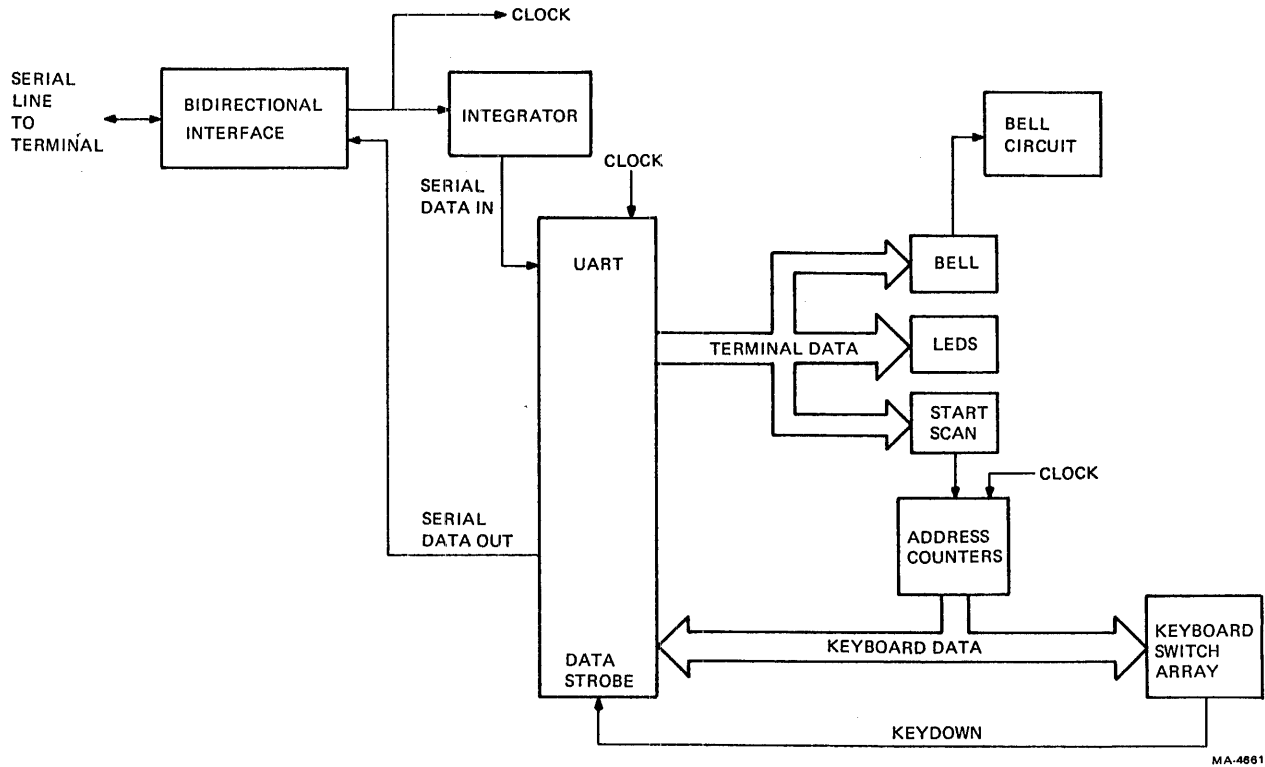 CLOCK
SERIAL
LINE
TO
TERMINAL
BIDIRECTIONAL
INTERFACE
INTEGRATOR
BELL
CIRCUIT
CLOCK
SERIAL
DATA IN
UART
BELL
TERMINAL DATA
LEDS
START
SCAN
CLOCK
SERIAL
DATA OUT
ADDRESS
COUNTERS
KEYBOARD DATA
KEYBOARD
SWITCH
ARRAY
DATA
STROBE
KEYDOWN
MA-4661